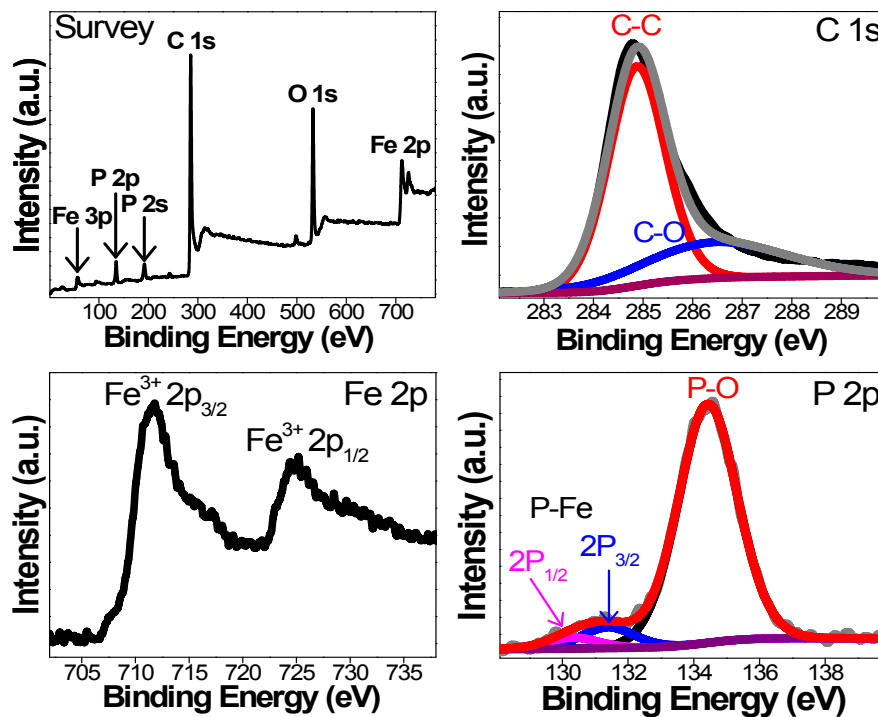 Survey
C 1s
O 1s
Fe 2p
P 2p
P 2s
Fe 3p
Intensity (a.u.)
100 200 300 400 500 600 700
Binding Energy (eV)
C-C
C 1s
C-O
Intensity (a.u.)
283 284 285 286 287 288 289
Binding Energy (eV)
Fe³⁺ 2p₃/₂
Fe 2p
Fe³⁺ 2p₁/₂
Intensity (a.u.)
705 710 715 720 725 730 735
Binding Energy (eV)
P-O
P 2p
P-Fe
2P₃/₂
2P₁/₂
Intensity (a.u.)
130 132 134 136 138
Binding Energy (eV)